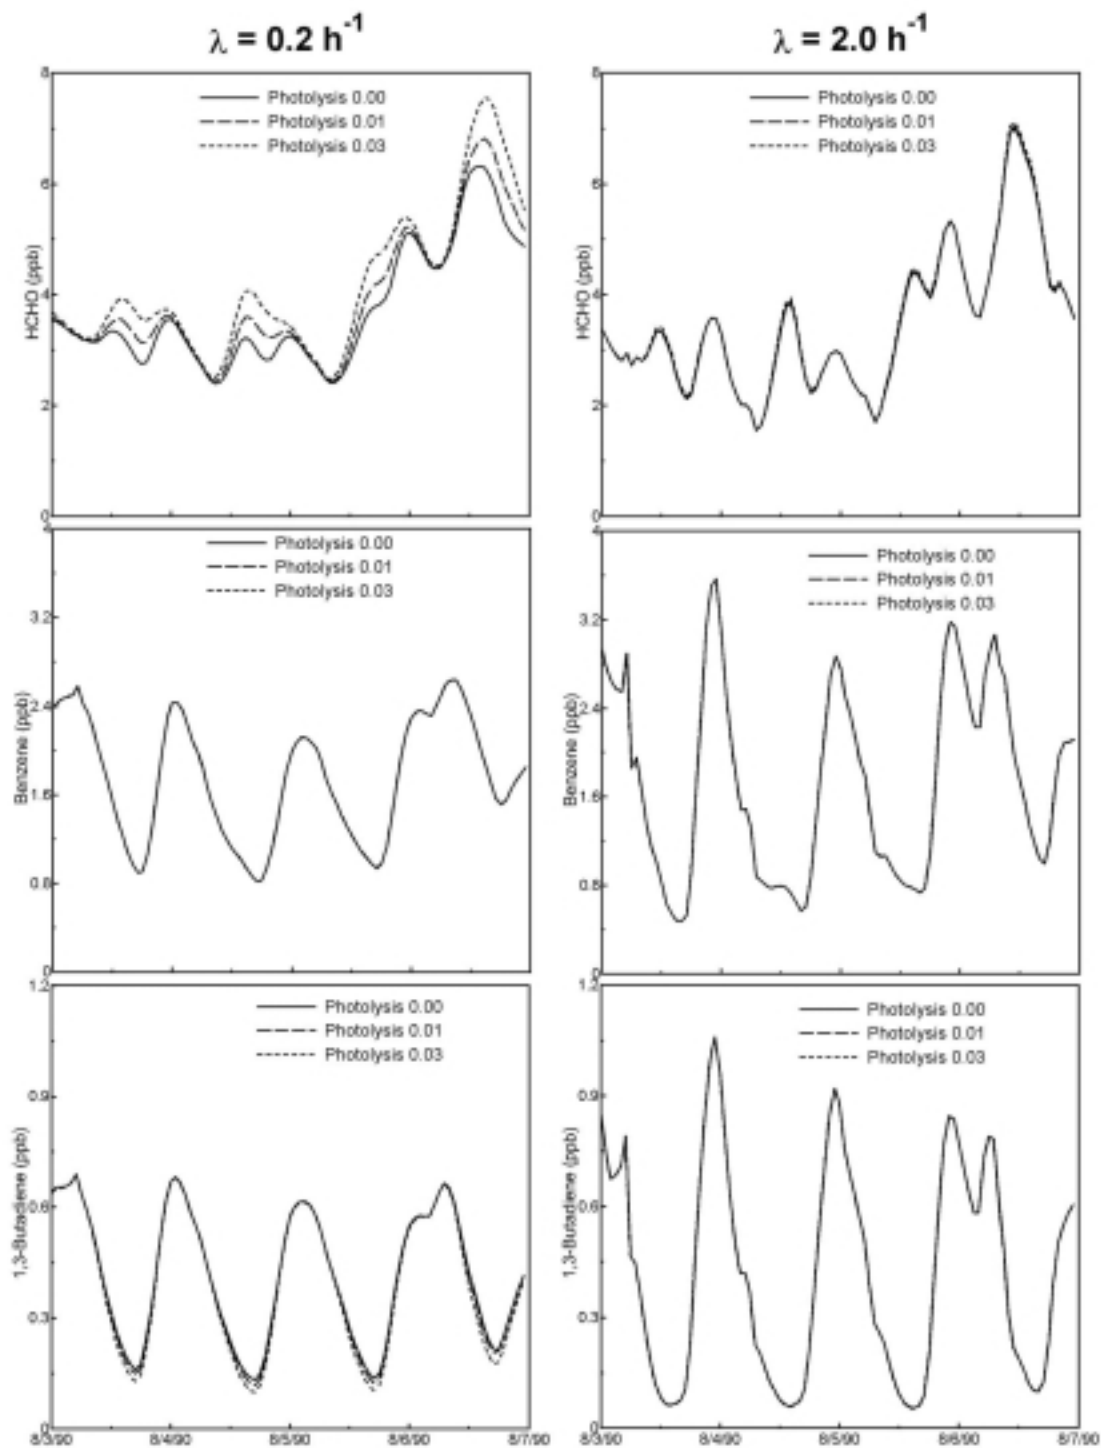 λ = 0.2 h-1
λ = 2.0 h-1
8
Photolysis 0.00
Photolysis 0.01
Photolysis 0.03
6
HCHO (ppb)
4
2
0
8
Photolysis 0.00
Photolysis 0.01
Photolysis 0.03
6
HCHO (ppb)
4
2
0
4
Photolysis 0.00
Photolysis 0.01
Photolysis 0.03
3.2
2.4
Benzene (ppb)
1.6
0.8
0
4
Photolysis 0.00
Photolysis 0.01
Photolysis 0.03
3.2
2.4
Benzene (ppb)
1.6
0.8
0
1.2
Photolysis 0.00
Photolysis 0.01
Photolysis 0.03
0.9
1,3-Butadiene (ppb)
0.6
0.3
0
8/3/90 8/4/90 8/5/90 8/6/90 8/7/90
1.2
Photolysis 0.00
Photolysis 0.01
Photolysis 0.03
0.9
1,3-Butadiene (ppb)
0.6
0.3
0
8/3/90 8/4/90 8/5/90 8/6/90 8/7/90